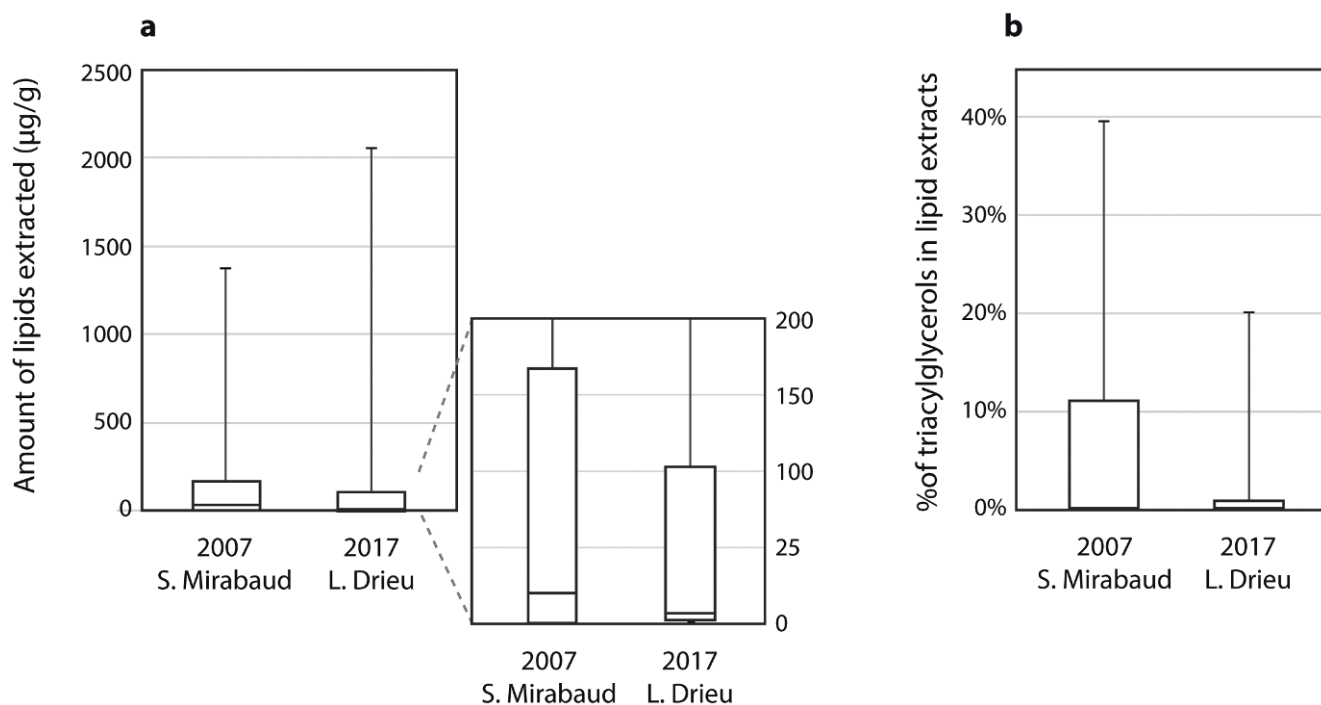 a
Amount of lipids extracted (µg/g)
2500
2000
1500
1000
500
0
2007
S. Mirabaud
2017
L. Drieu
200
150
100
25
0
2007
S. Mirabaud
2017
L. Drieu
b
%of triacylglycerols in lipid extracts
40%
30%
20%
10%
0%
2007
S. Mirabaud
2017
L. Drieu